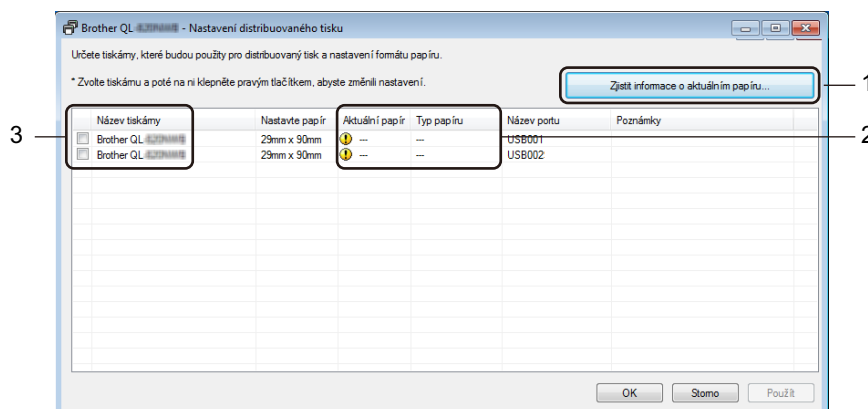 Brother QL - Nastavení distribuovaného tisku
Určete tiskárny, které budou použity pro distribuovaný tisk a nastavení formátu papíru.
* Zvolte tiskárnu a poté na ni klepněte pravým tlačítkem, abyste změnili nastavení.
Zjistit informace o aktuálním papíru...
1
Název tiskárny Nastavte papír Aktuální papír Typ papíru Název portu Poznámky
3
Brother QL 29mm x 90mm --- --- USB001
2
Brother QL 29mm x 90mm --- --- USB002
OK Storno Použít